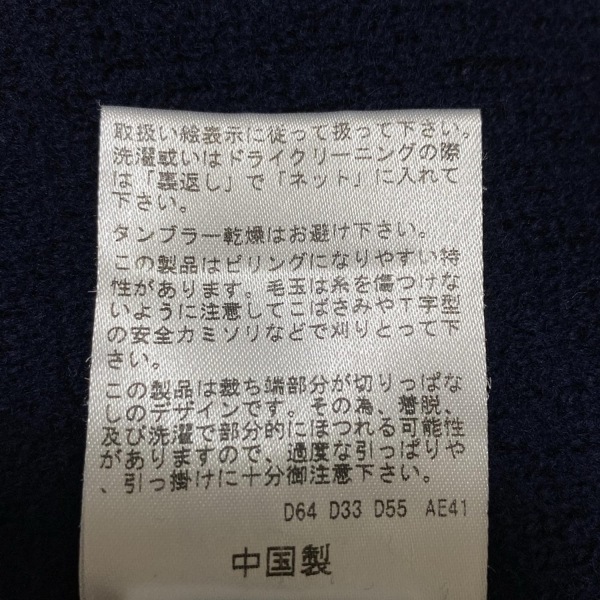 取扱い絵表示に従って扱って下さい。
洗濯或いはドライクリーニングの際
は「裏返し」で「ネット」に入れて
下さい。
タンブラー乾燥はお避け下さい。
この製品はピリングになりやすい特
性があります。毛玉は糸を傷つけな
いように注意してこばさみやT字型
の安全カミソリなどで刈りとって下
さい。
この製品は裁ち端部分が切りっぱな
しのデザインです。その為、着脱、
及び洗濯で部分的にほつれる可能性
がありますので、過度な引っぱりや
、引っ掛けに十分御注意下さい。
D64 D33 D55 AE41
中国製